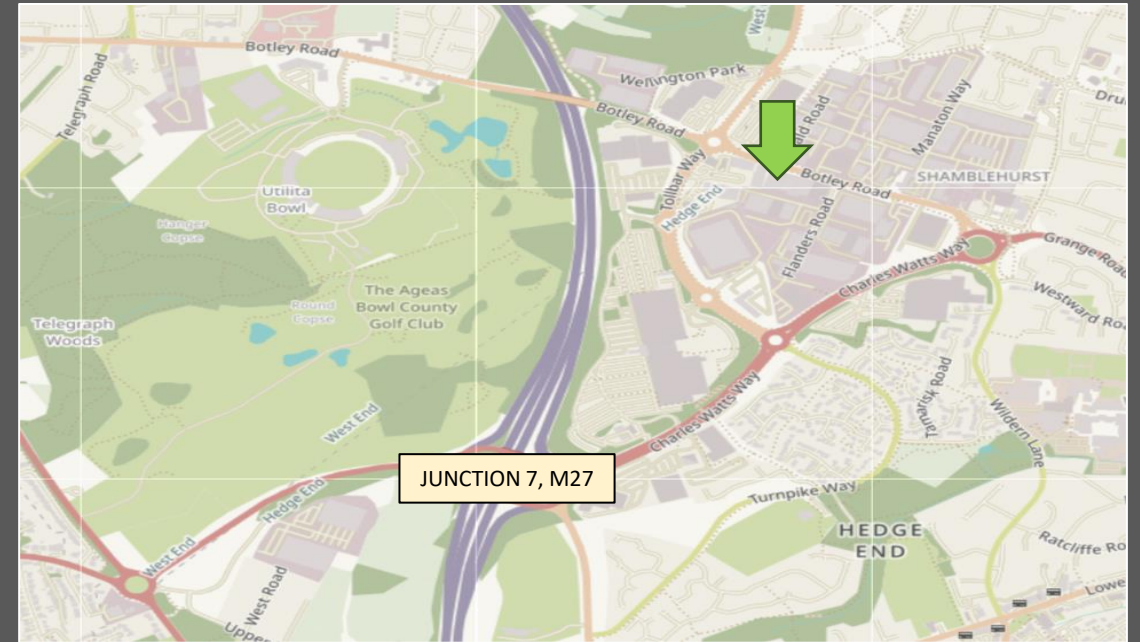 Botley Road
West
Telegraph Road
Wellington Park
Botley Road
ald Road
Manaton Way
Dru
Tollbar Way
Botley Road
SHAMBLEHURST
Utilita
Bowl
Hedge End
Hanger
Copse
Flanders Road
Charles Watts Way
Grange Road
The Ageas
Bowl County
Golf Club
Round
Copse
Westward Ro
Telegraph
Woods
Tamarisk Road
Wildern Lane
West End
Charles Watts Way
JUNCTION 7, M27
Turnpike Way
Hedge End
HEDGE
END
Ratcliffe Ro
West End
West Road
Lowe
Upper